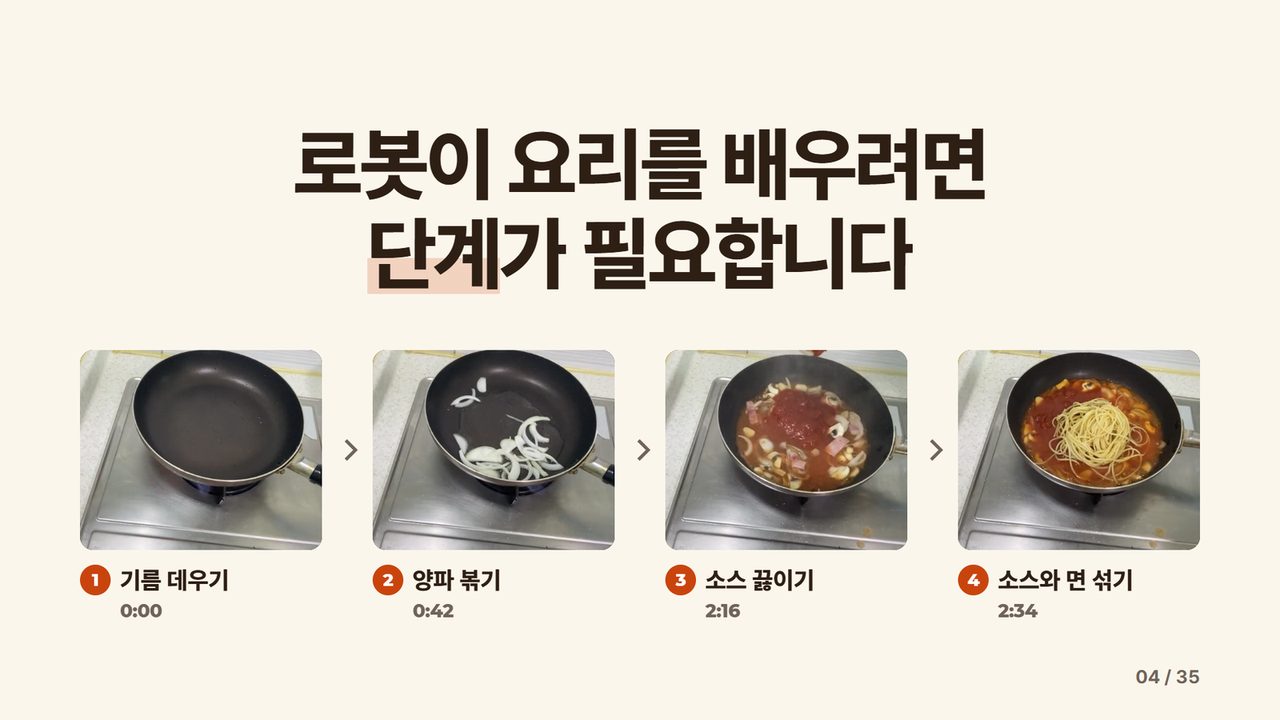 로봇이 요리를 배우려면
단계가 필요합니다
1 기름 데우기
0:00
2 양파 볶기
0:42
3 소스 끓이기
2:16
4 소스와 면 섞기
2:34
04 / 35